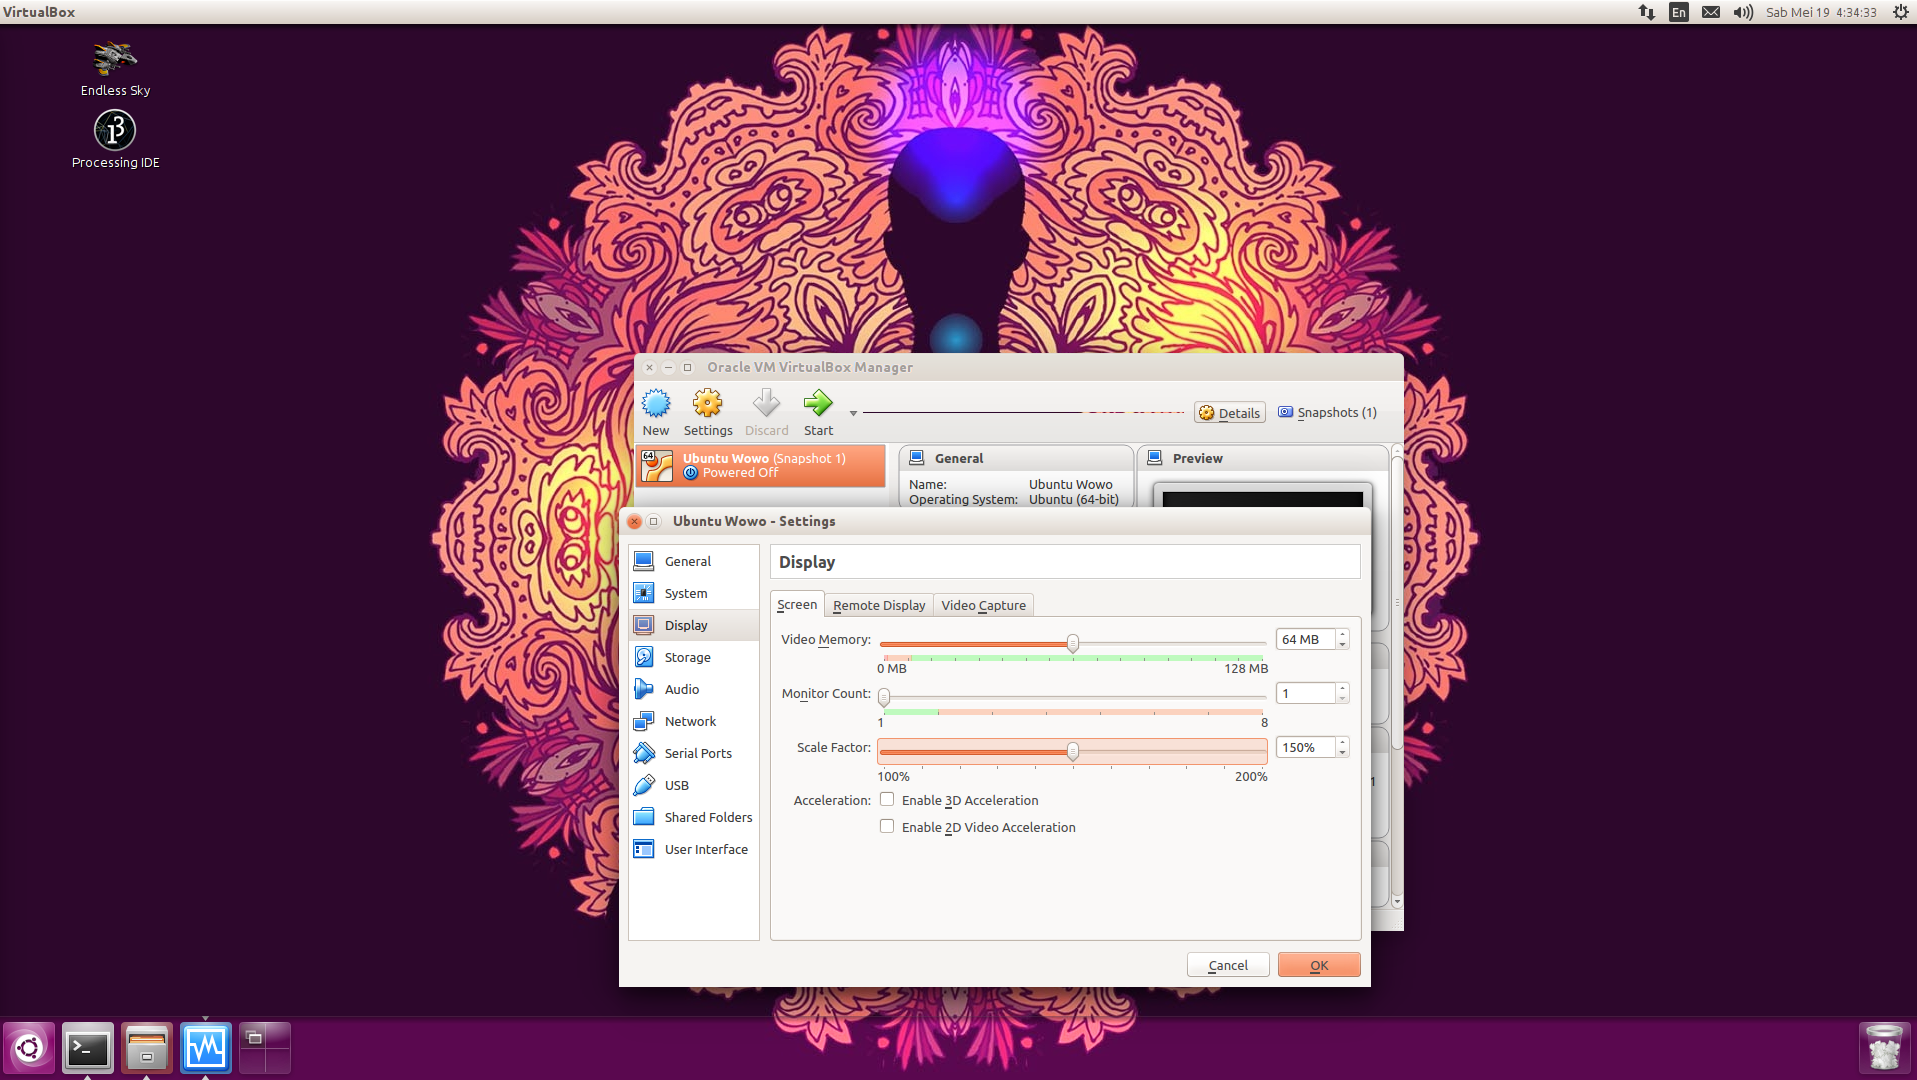 VirtualBox
En
Sab Mei 19 4:34:33
Endless Sky
Processing IDE
Oracle VM VirtualBox Manager
New Settings Discard Start Details Snapshots (1)
64
Ubuntu Wowo (Snapshot 1)
Powered Off
General
Name: Ubuntu Wowo
Operating System: Ubuntu (64-bit)
Preview
Ubuntu Wowo - Settings
General
System
Display
Storage
Audio
Network
Serial Ports
USB
Shared Folders
User Interface
Display
Screen Remote Display Video Capture
Video Memory: 64 MB
0 MB 128 MB
Monitor Count: 1
1 8
Scale Factor: 150%
100% 200%
Acceleration: Enable 3D Acceleration
Enable 2D Video Acceleration
1
Cancel OK